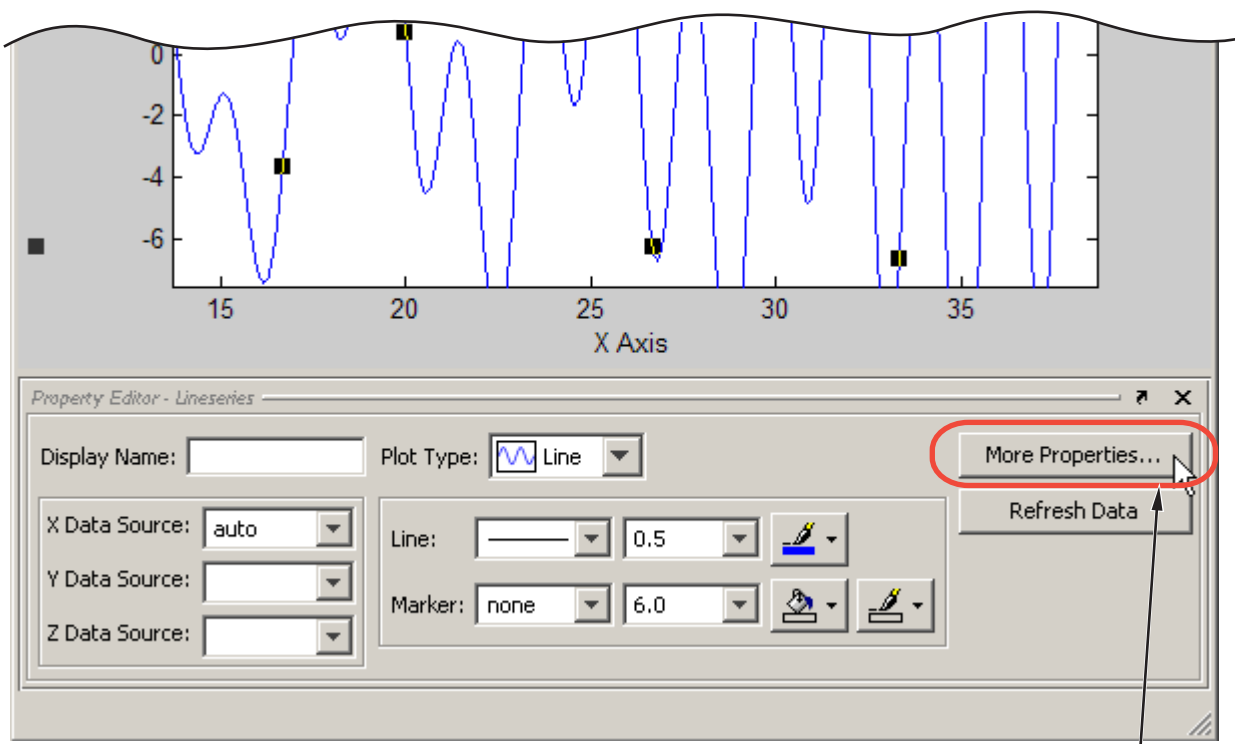 0
-2
-4
-6
15 20 25 30 35
X Axis
Property Editor - Lineseries
Display Name:
Plot Type: Line
More Properties...
Refresh Data
X Data Source: auto
Y Data Source:
Z Data Source:
Line: 0.5
Marker: none 6.0